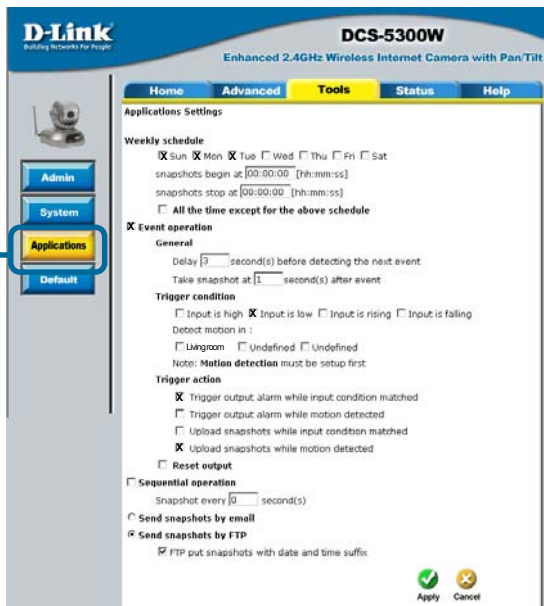 D-Link
Building Networks for People
DCS-5300W
Enhanced 2.4GHz Wireless Internet Camera with Pan/Tilt
Home Advanced Tools Status Help
Admin
System
Applications
Default
Applications Settings
Weekly schedule
X Sun X Mon X Tue Wed Thu Fri Sat
snapshots begin at 00:00:00 [hh:mm:ss]
snapshots stop at 00:00:00 [hh:mm:ss]
All the time except for the above schedule
X Event operation
General
Delay 3 second(s) before detecting the next event
Take snapshot at 1 second(s) after event
Trigger condition
Input is high X Input is low Input is rising Input is falling
Detect motion in :
Livingroom Undefined Undefined
Note: Motion detection must be setup first
Trigger action
X Trigger output alarm while input condition matched
Trigger output alarm while motion detected
Upload snapshots while input condition matched
X Upload snapshots while motion detected
Reset output
Sequential operation
Snapshot every 0 second(s)
Send snapshots by email
Send snapshots by FTP
FTP put snapshots with date and time suffix
Apply Cancel